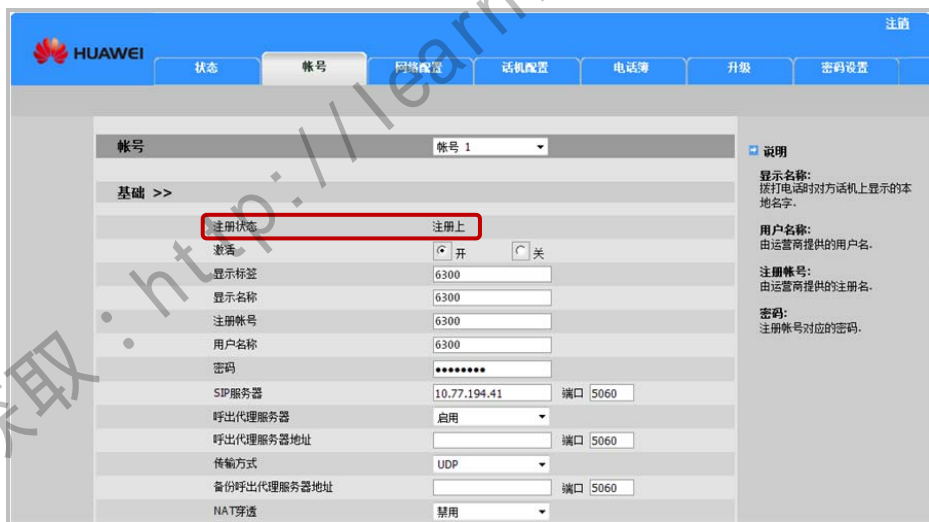 注销
HUAWEI
状态 帐号 网络配置 话机配置 电话簿 升级 密码设置
帐号 帐号 1
基础 >>
注册状态 注册上
激活 开 关
显示标签 6300
显示名称 6300
注册帐号 6300
用户名称 6300
密码 ••••••••
SIP服务器 10.77.194.41 端口 5060
呼出代理服务器 启用
呼出代理服务器地址 端口 5060
传输方式 UDP
备份呼出代理服务器地址 端口 5060
NAT穿透 禁用
说明
显示名称:
拨打电话时对方话机上显示的本
地名字.
用户名称:
由运营商提供的用户名.
注册帐号:
由运营商提供的注册名.
密码:
注册帐号对应的密码.
获取：http://learn